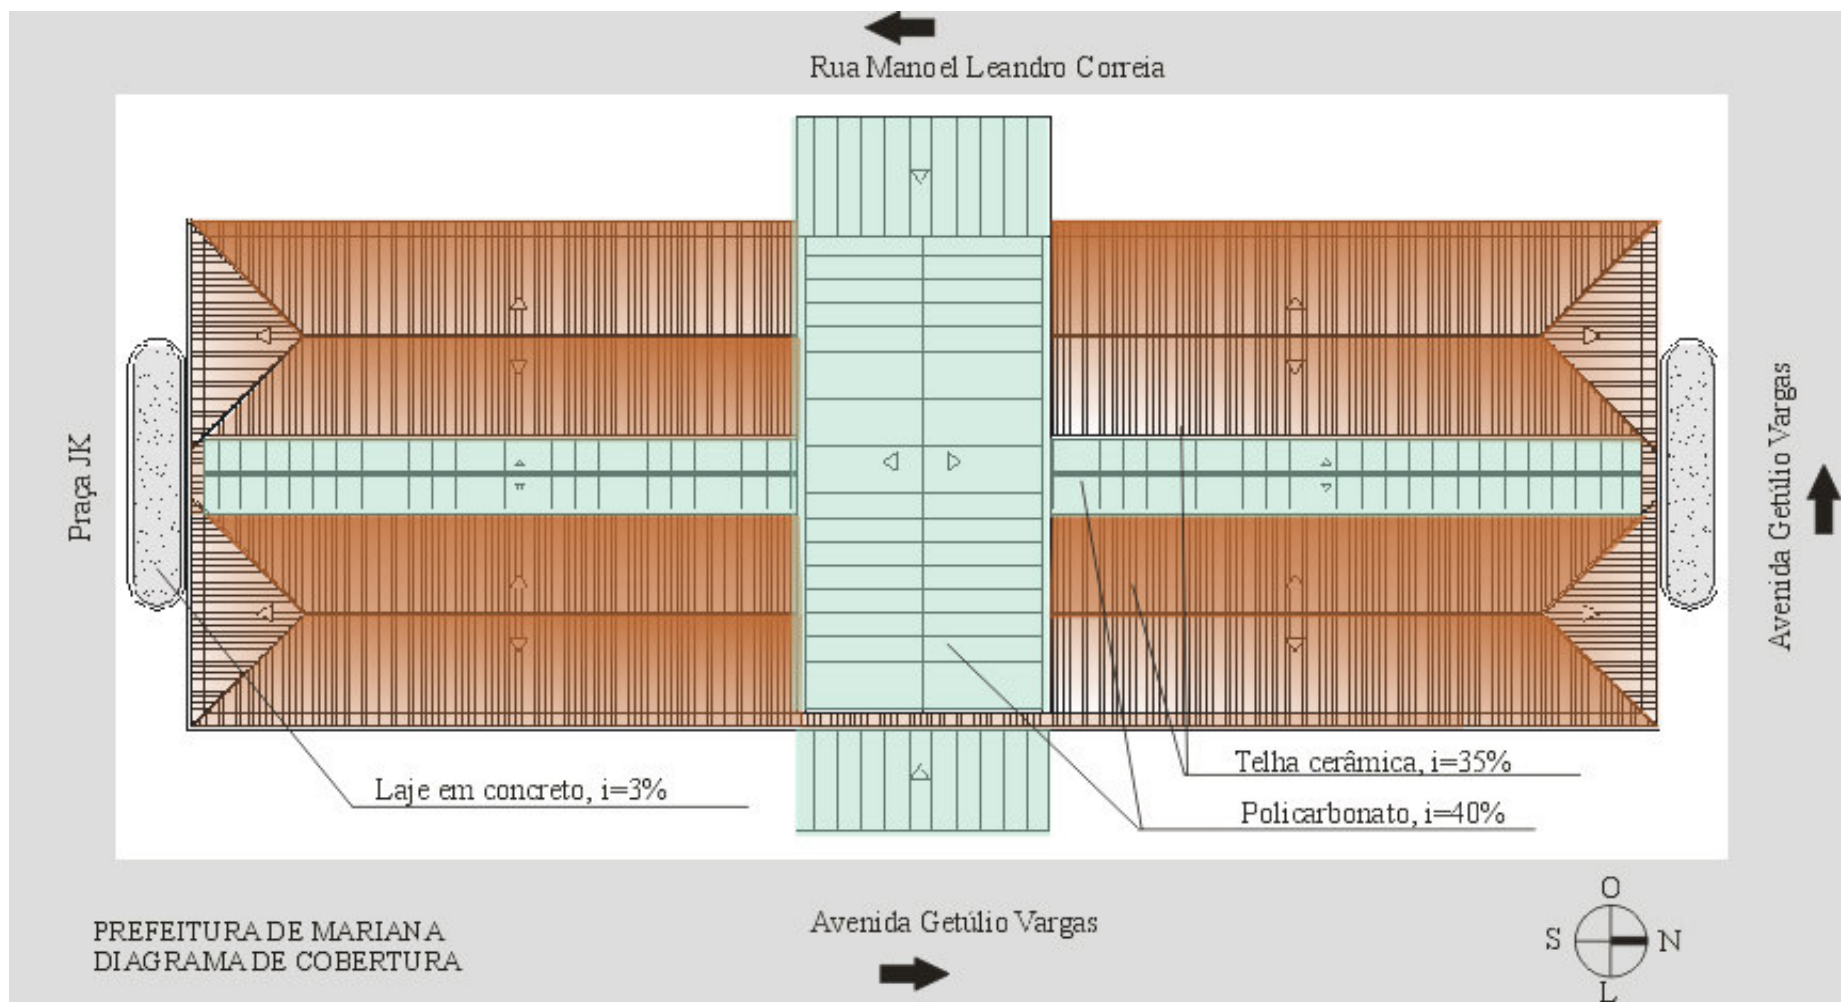 Rua Manoel Leandro Correia
Praça JK
Avenida Getúlio Vargas
Telha cerâmica, i=35%
Laje em concreto, i=3%
Policarbonato, i=40%
Avenida Getúlio Vargas
PREFEITURA DE MARIANA
DIAGRAMA DE COBERTURA
O
S N
L